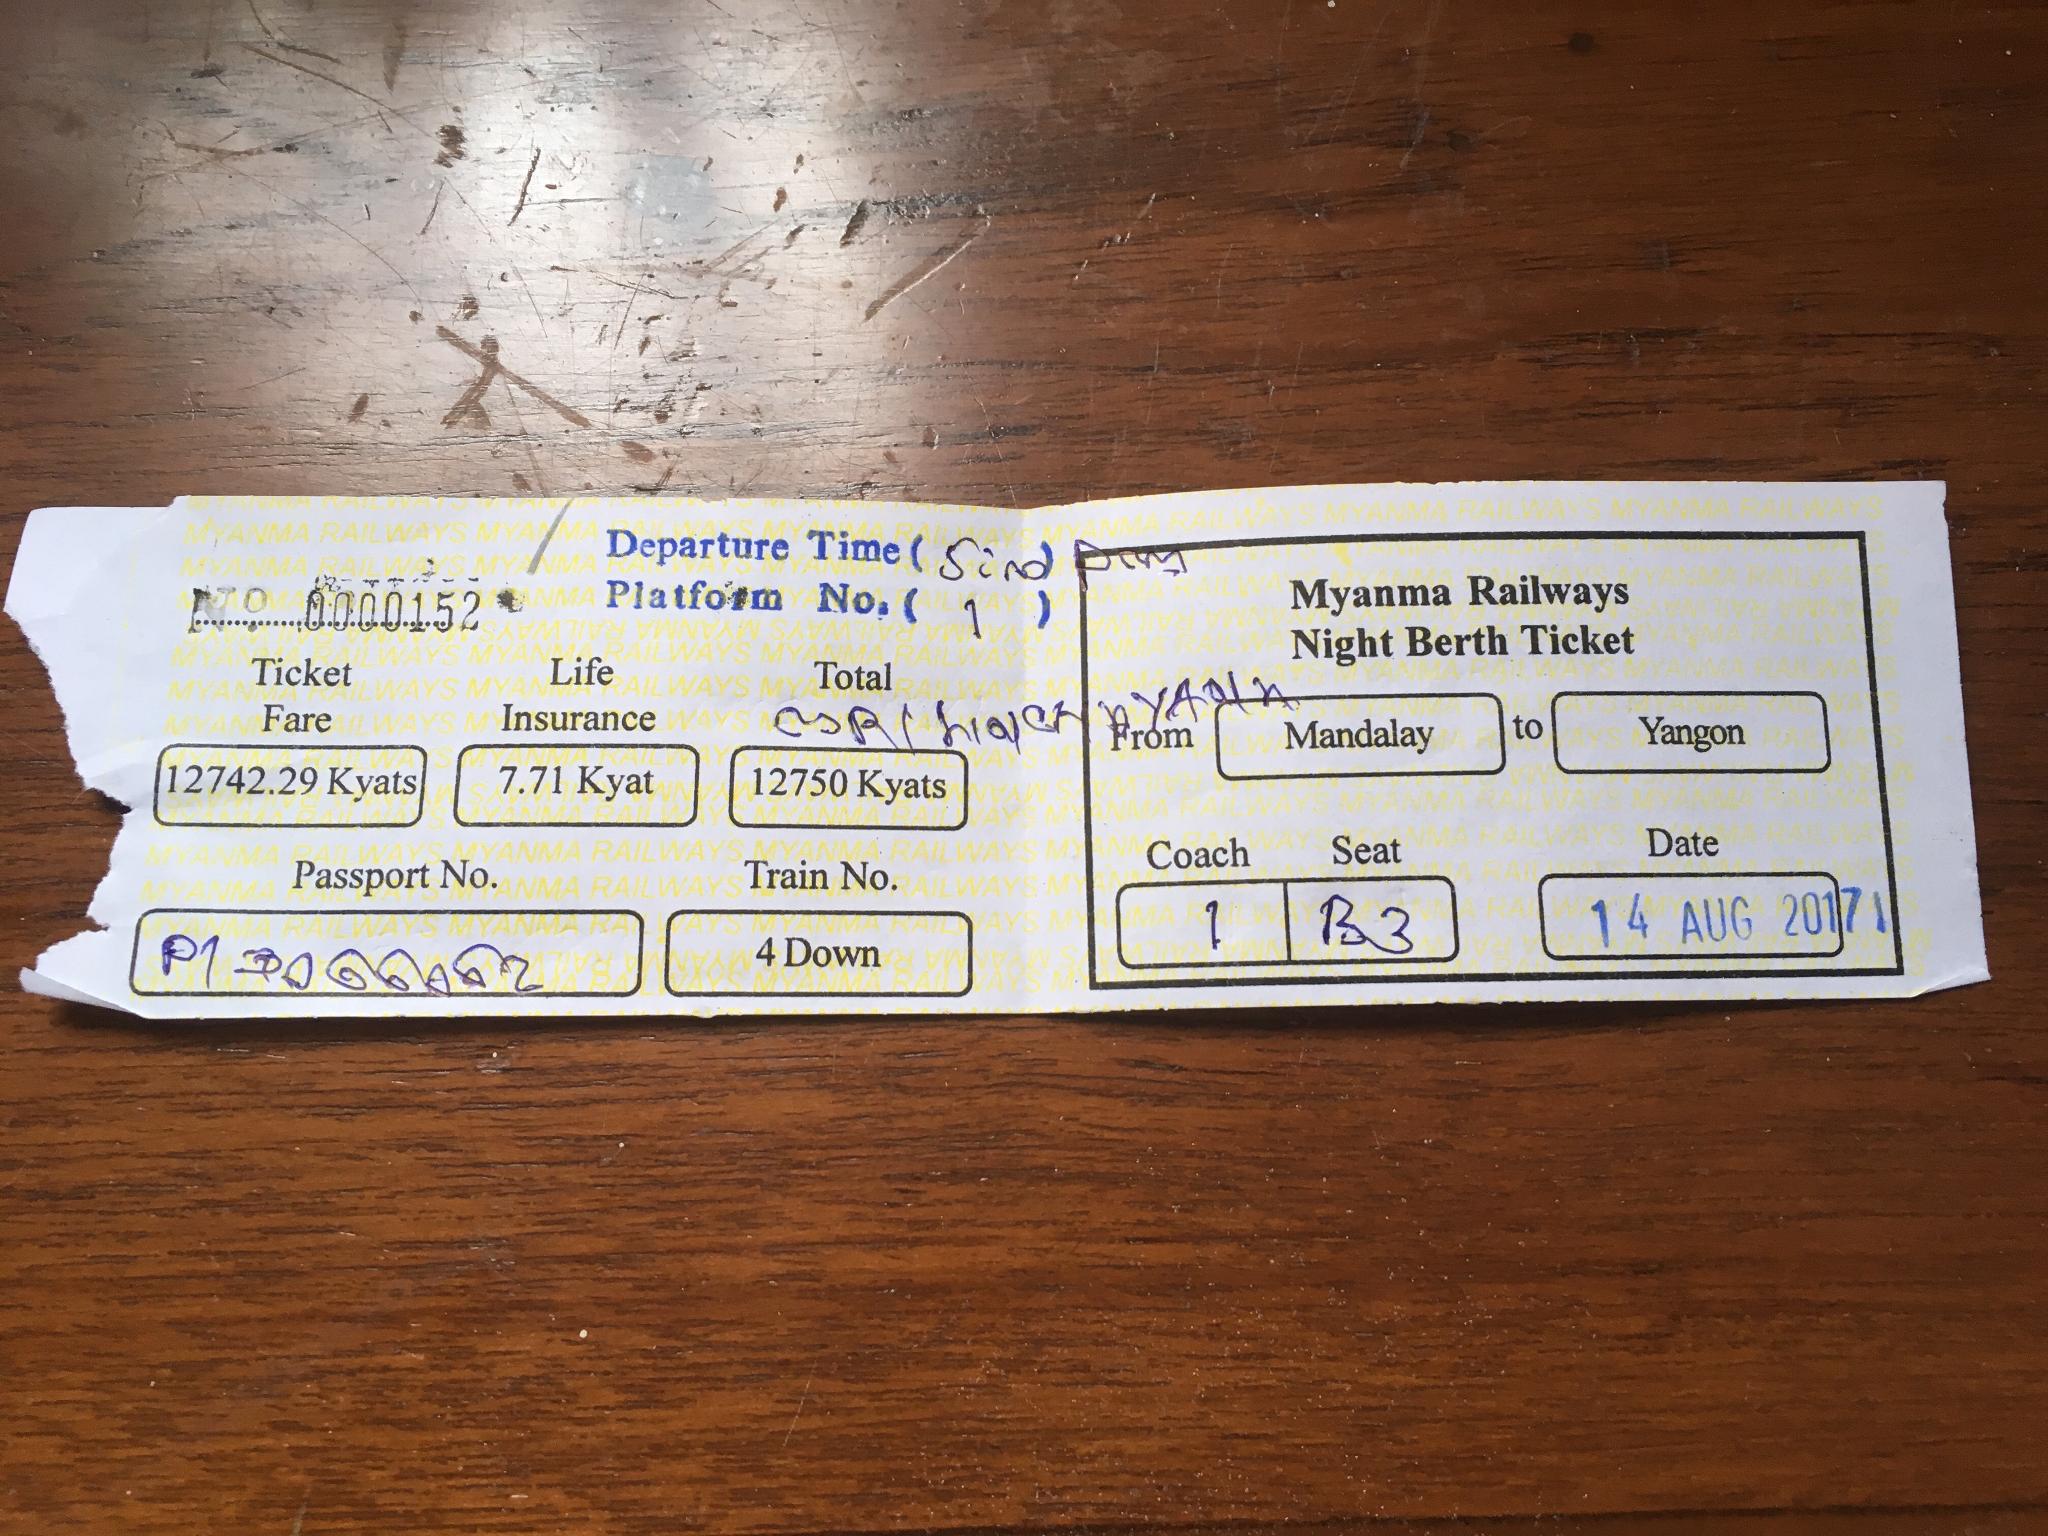 Departure Time ( ) Pm
Platform No. ( 1 )
No 0000152
Ticket Fare
Life Insurance
Total
12742.29 Kyats
7.71 Kyat
12750 Kyats
Passport No.
Train No.
4 Down
Myanma Railways
Night Berth Ticket
From Mandalay to Yangon
Coach Seat Date
1 B3 14 AUG 2017